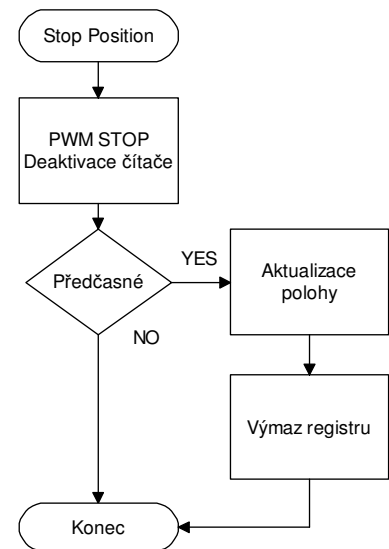 Stop Position
PWM STOP
Deaktivace čítače
Předčasné
YES
NO
Aktualizace
polohy
Výmaz registru
Konec